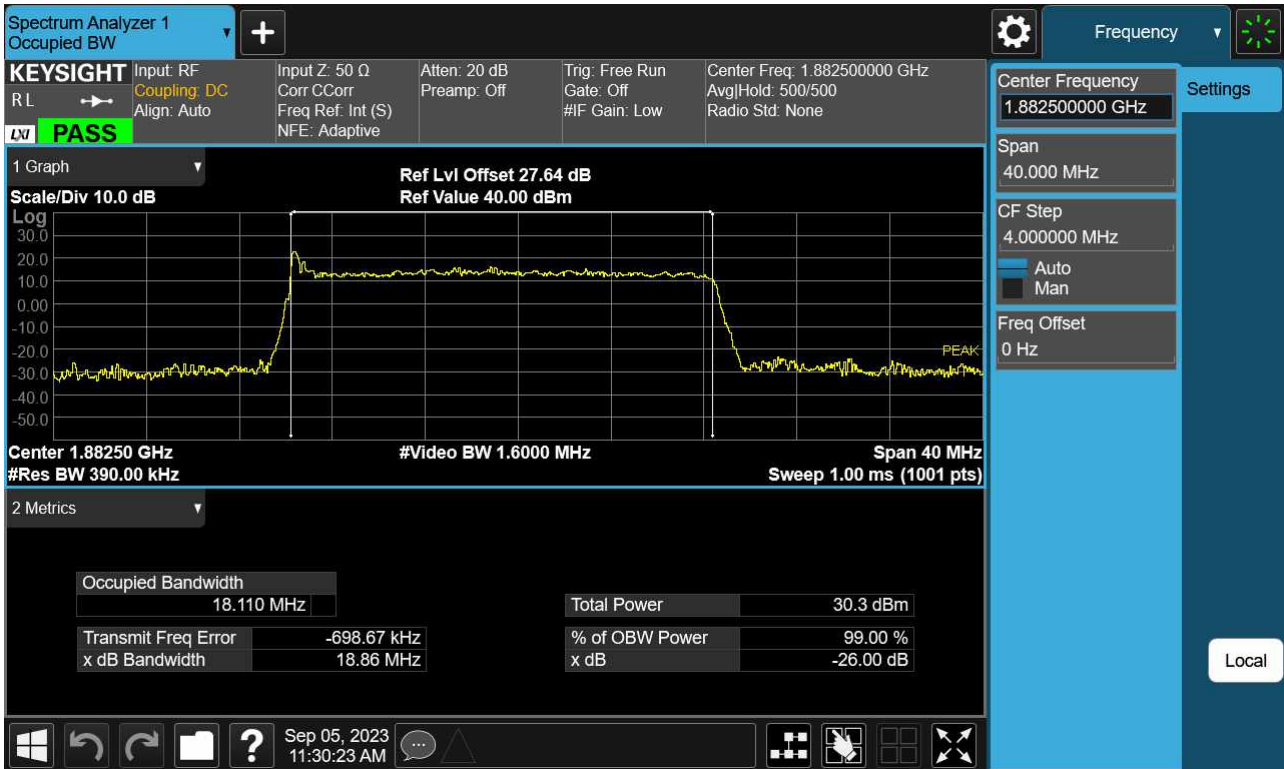 Spectrum Analyzer 1
Occupied BW
+
Frequency
KEYSIGHT
R L
LXI
PASS
Input: RF
Coupling: DC
Align: Auto
Input Z: 50 Ω
Corr CCorr
Freq Ref: Int (S)
NFE: Adaptive
Atten: 20 dB
Preamp: Off
Trig: Free Run
Gate: Off
#IF Gain: Low
Center Freq: 1.882500000 GHz
Avg|Hold: 500/500
Radio Std: None
Center Frequency
1.882500000 GHz
Settings
Span
40.000 MHz
CF Step
4.000000 MHz
Auto
Man
Freq Offset
0 Hz
Local
1 Graph
Scale/Div 10.0 dB
Ref Lvl Offset 27.64 dB
Ref Value 40.00 dBm
Log
30.0
20.0
10.0
0.00
-10.0
-20.0
-30.0
-40.0
-50.0
PEAK
Center 1.88250 GHz
#Video BW 1.6000 MHz
Span 40 MHz
#Res BW 390.00 kHz
Sweep 1.00 ms (1001 pts)
2 Metrics
Occupied Bandwidth
18.110 MHz
Total Power 30.3 dBm
Transmit Freq Error -698.67 kHz
% of OBW Power 99.00 %
x dB Bandwidth 18.86 MHz
x dB -26.00 dB
?
Sep 05, 2023
11:30:23 AM